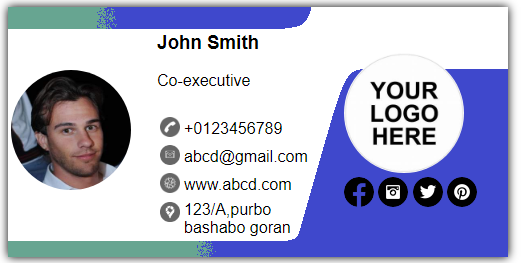 John Smith
Co-executive
+0123456789
abcd@gmail.com
www.abcd.com
123/A,purbo
bashabo goran
YOUR
LOGO
HERE